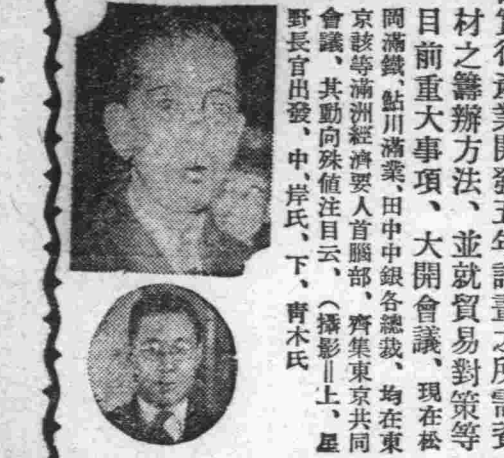 業開發五年計畫之所需資
材之籌辦方法、並就貿易對策等
目前重大事項、大開會議、現在松
岡滿鐵、鮎川滿業、田中中銀各總裁、均在東
京該等滿洲經濟要人首腦部、齊集東京共同
會議、其動向殊値注目云、(攝影＝上、星
野長官出發、中、岸氏、下、靑木氏